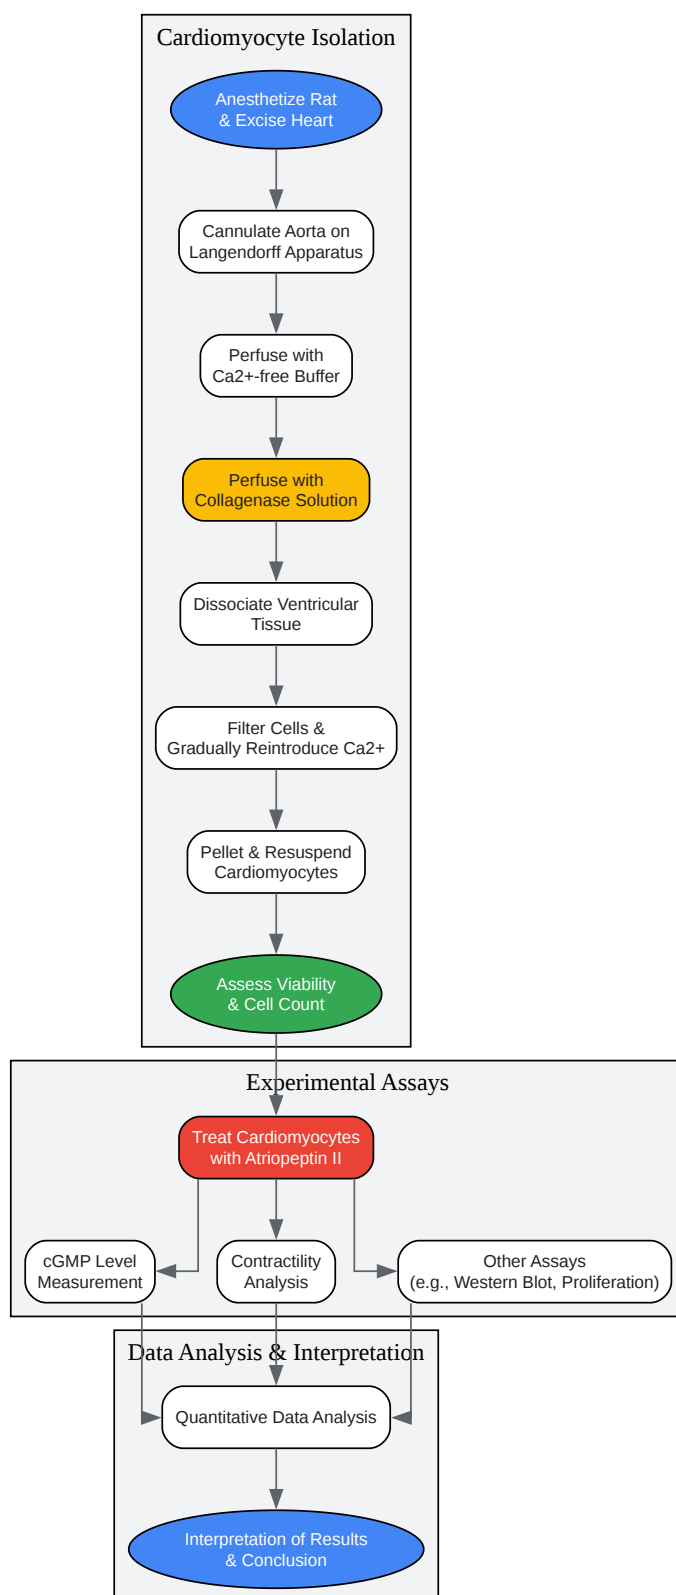 Cardiomyocyte Isolation
Anesthetize Rat
& Excise Heart
Cannulate Aorta on
Langendorff Apparatus
Perfuse with
Ca2+-free Buffer
Perfuse with
Collagenase Solution
Dissociate Ventricular
Tissue
Filter Cells &
Gradually Reintroduce Ca2+
Pellet & Resuspend
Cardiomyocytes
Assess Viability
& Cell Count
Experimental Assays
Treat Cardiomyocytes
with Atriopeptin II
cGMP Level
Measurement
Contractility
Analysis
Other Assays
(e.g., Western Blot, Proliferation)
Data Analysis & Interpretation
Quantitative Data Analysis
Interpretation of Results
& Conclusion